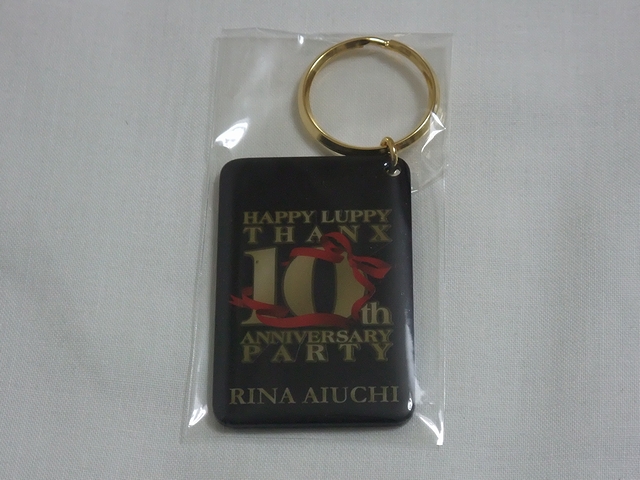 HAPPY LUPPY
THANX
10th
ANNIVERSARY
PARTY
RINA AIUCHI